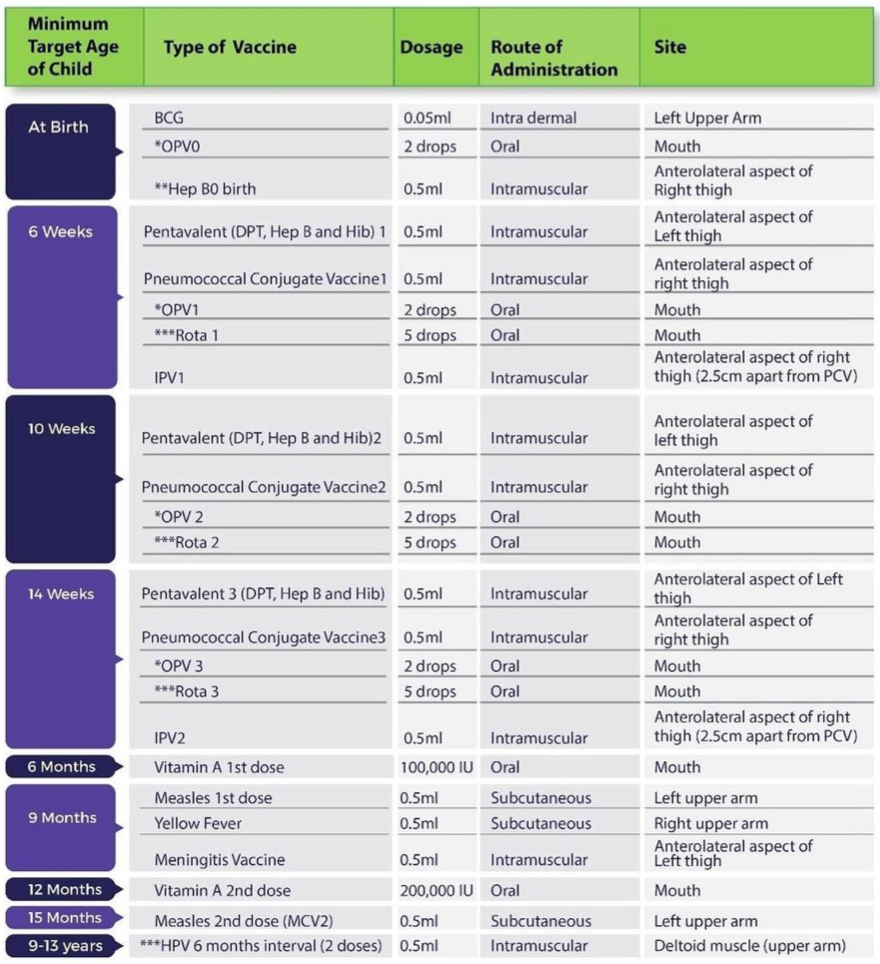 Minimum Target Age of Child | Type of Vaccine | Dosage | Route of Administration | Site
At Birth
BCG | 0.05ml | Intra dermal | Left Upper Arm
*OPV0 | 2 drops | Oral | Mouth
**Hep B0 birth | 0.5ml | Intramuscular | Anterolateral aspect of Right thigh
6 Weeks
Pentavalent (DPT, Hep B and Hib) 1 | 0.5ml | Intramuscular | Anterolateral aspect of Left thigh
Pneumococcal Conjugate Vaccine1 | 0.5ml | Intramuscular | Anterolateral aspect of right thigh
*OPV1 | 2 drops | Oral | Mouth
***Rota 1 | 5 drops | Oral | Mouth
IPV1 | 0.5ml | Intramuscular | Anterolateral aspect of right thigh (2.5cm apart from PCV)
10 Weeks
Pentavalent (DPT, Hep B and Hib)2 | 0.5ml | Intramuscular | Anterolateral aspect of left thigh
Pneumococcal Conjugate Vaccine2 | 0.5ml | Intramuscular | Anterolateral aspect of right thigh
*OPV 2 | 2 drops | Oral | Mouth
***Rota 2 | 5 drops | Oral | Mouth
14 Weeks
Pentavalent 3 (DPT, Hep B and Hib) | 0.5ml | Intramuscular | Anterolateral aspect of Left thigh
Pneumococcal Conjugate Vaccine3 | 0.5ml | Intramuscular | Anterolateral aspect of right thigh
*OPV 3 | 2 drops | Oral | Mouth
***Rota 3 | 5 drops | Oral | Mouth
IPV2 | 0.5ml | Intramuscular | Anterolateral aspect of right thigh (2.5cm apart from PCV)
6 Months
Vitamin A 1st dose | 100,000 IU | Oral | Mouth
9 Months
Measles 1st dose | 0.5ml | Subcutaneous | Left upper arm
Yellow Fever | 0.5ml | Subcutaneous | Right upper arm
Meningitis Vaccine | 0.5ml | Intramuscular | Anterolateral aspect of Left thigh
12 Months
Vitamin A 2nd dose | 200,000 IU | Oral | Mouth
15 Months
Measles 2nd dose (MCV2) | 0.5ml | Subcutaneous | Left upper arm
9-13 years
***HPV 6 months interval (2 doses) | 0.5ml | Intramuscular | Deltoid muscle (upper arm)